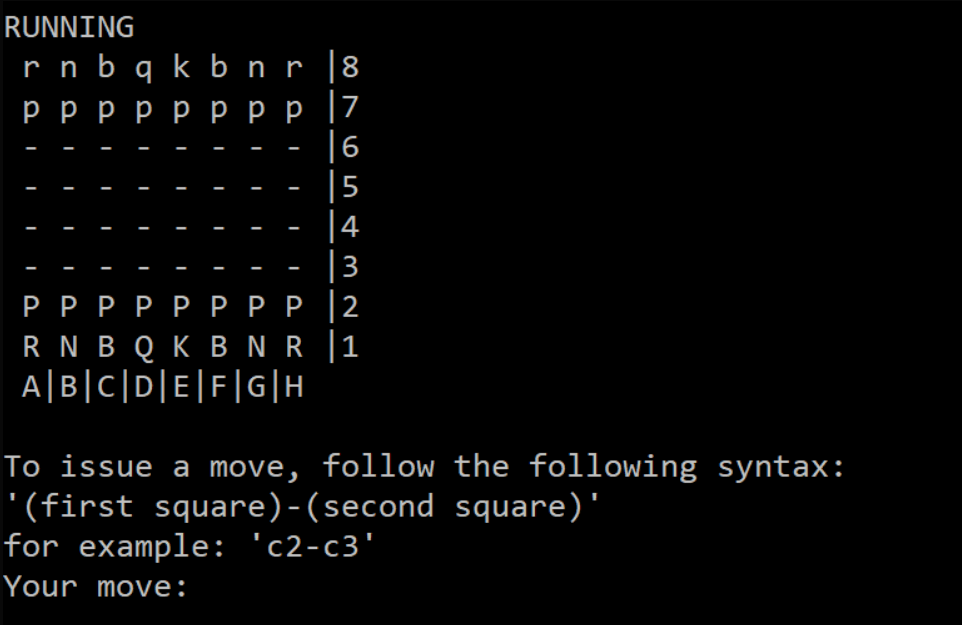 RUNNING
r n b q k b n r |8
p p p p p p p p |7
- - - - - - - - |6
- - - - - - - - |5
- - - - - - - - |4
- - - - - - - - |3
P P P P P P P P |2
R N B Q K B N R |1
A|B|C|D|E|F|G|H
To issue a move, follow the following syntax:
'(first square)-(second square)'
for example: 'c2-c3'
Your move: